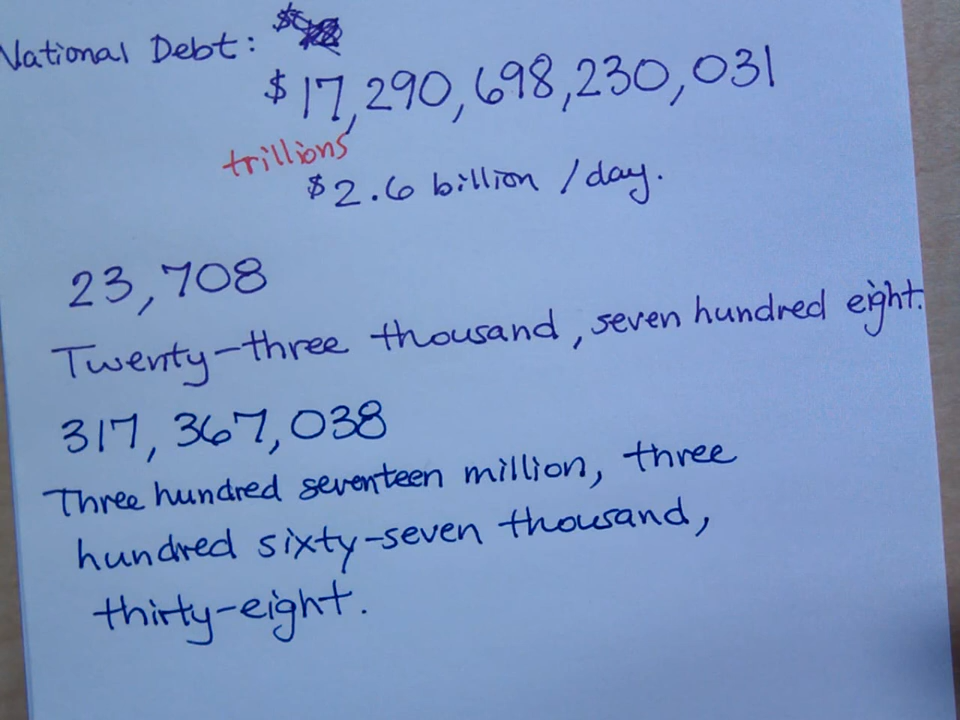 National Debt:
$17,290,698,230,031
trillions
$2.6 billion /day.
23,708
Twenty-three thousand, seven hundred eight.
317,367,038
Three hundred seventeen million, three
hundred sixty-seven thousand,
thirty-eight.